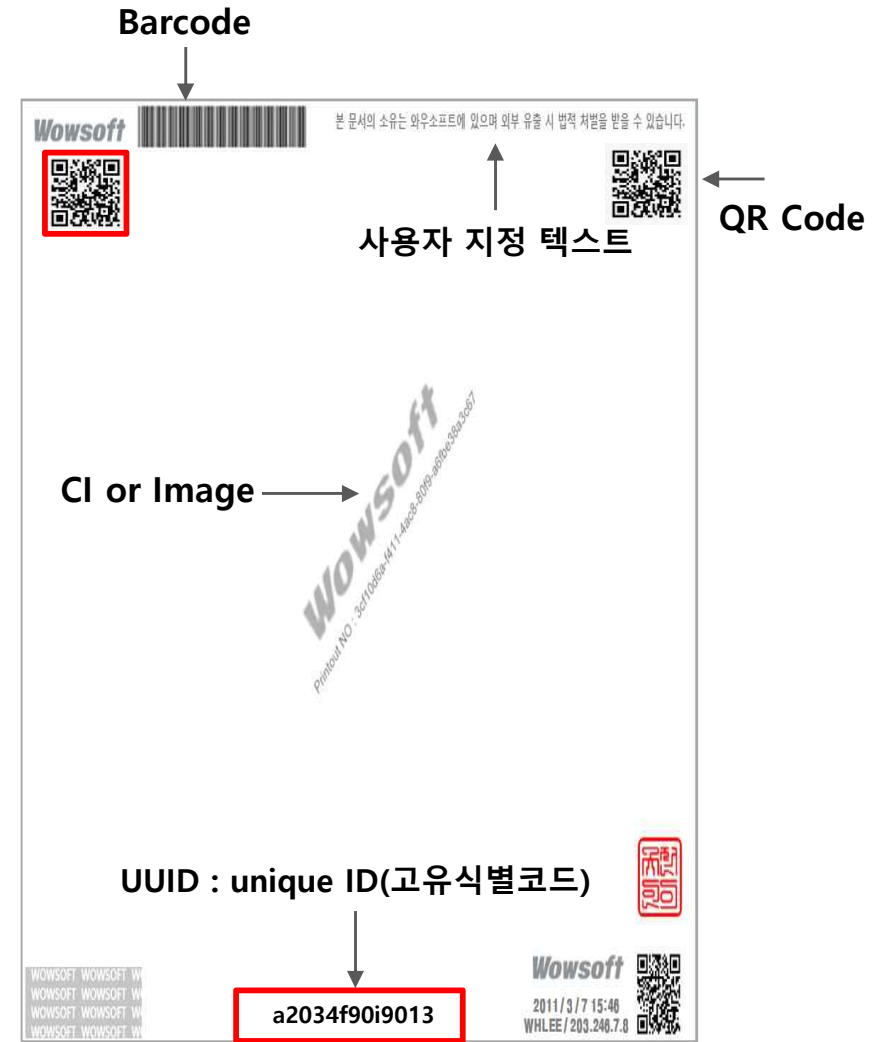 Barcode
Wowsoft
본 문서의 소유는 와우소프트에 있으며 외부 유출 시 법적 처벌을 받을 수 있습니다.
QR Code
사용자 지정 텍스트
Wowsoft
Printout NO : 3cf10d6a-f411-4ac8-80f9-a6fbe38a3c67
CI or Image
UUID : unique ID(고유식별코드)
WOWSOFT WOWSOFT W
WOWSOFT WOWSOFT W
WOWSOFT WOWSOFT W
WOWSOFT WOWSOFT W
a2034f90i9013
Wowsoft
2011/3/7 15:46
WHLEE/203.246.7.8